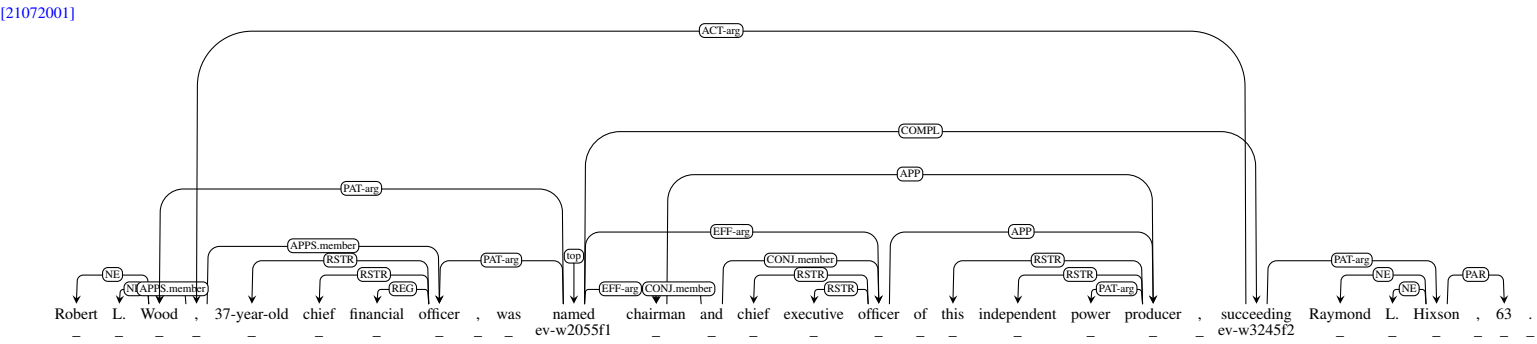 [21072001]
ACT-arg
COMPL
APP
PAT-arg
EFF-arg APP
APPS.member
top
RSTR PAT-arg CONJ.member RSTR PAT-arg
NE RSTR RSTR RSTR NE PAR
APPS.member REG EFF-arg CONJ.member RSTR PAT-arg NE
Robert L. Wood , 37-year-old chief financial officer , was named chairman and chief executive officer of this independent power producer , succeeding Raymond L. Hixson , 63 .
ev-w2055f1 ev-w3245f2